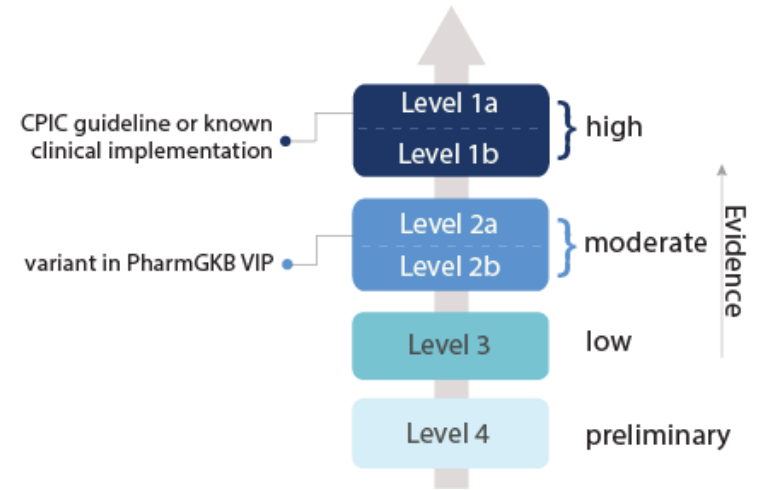 CPIC guideline or known
clinical implementation
Level 1a
Level 1b
high
variant in PharmGKB VIP
Level 2a
Level 2b
moderate
Level 3
low
Level 4
preliminary
Evidence